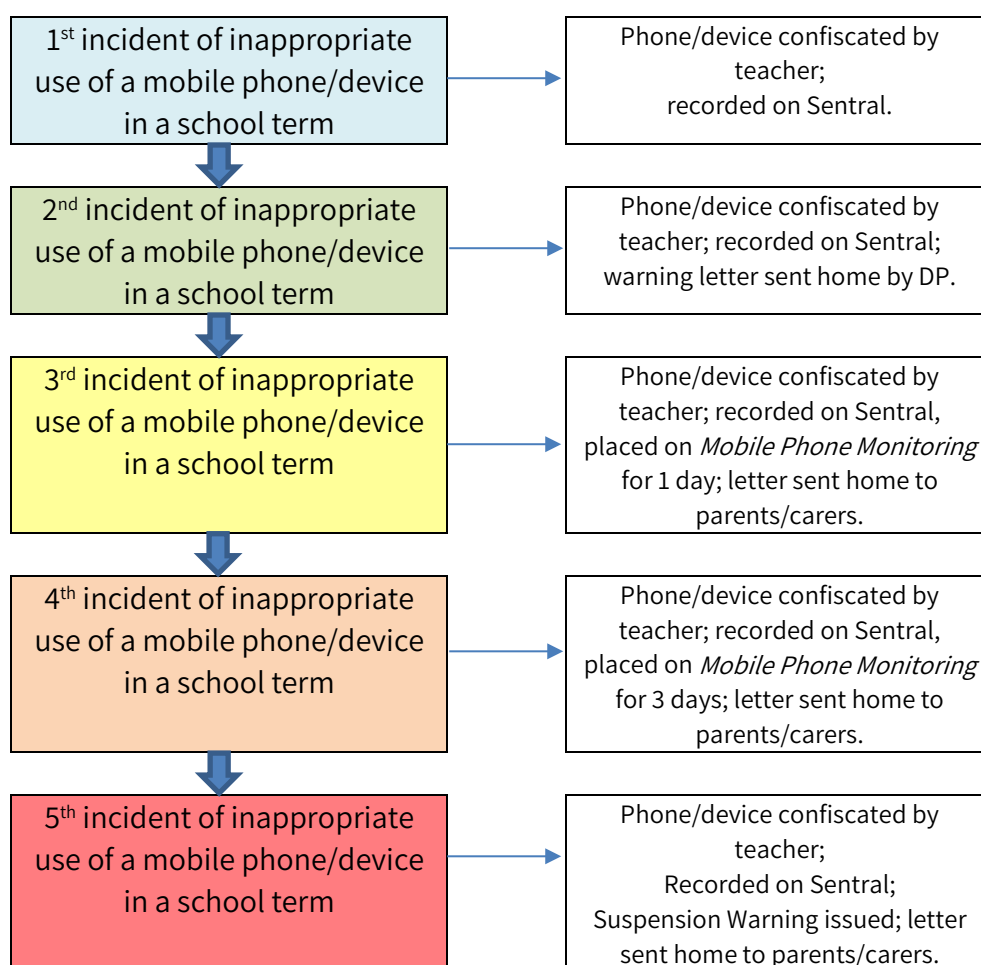 1st incident of inappropriate
use of a mobile phone/device
in a school term
Phone/device confiscated by
teacher;
recorded on Sentral.
2nd incident of inappropriate
use of a mobile phone/device
in a school term
Phone/device confiscated by
teacher; recorded on Sentral;
warning letter sent home by DP.
3rd incident of inappropriate
use of a mobile phone/device
in a school term
Phone/device confiscated by
teacher; recorded on Sentral,
placed on Mobile Phone Monitoring
for 1 day; letter sent home to
parents/carers.
4th incident of inappropriate
use of a mobile phone/device
in a school term
Phone/device confiscated by
teacher; recorded on Sentral,
placed on Mobile Phone Monitoring
for 3 days; letter sent home to
parents/carers.
5th incident of inappropriate
use of a mobile phone/device
in a school term
Phone/device confiscated by
teacher;
Recorded on Sentral;
Suspension Warning issued; letter
sent home to parents/carers.